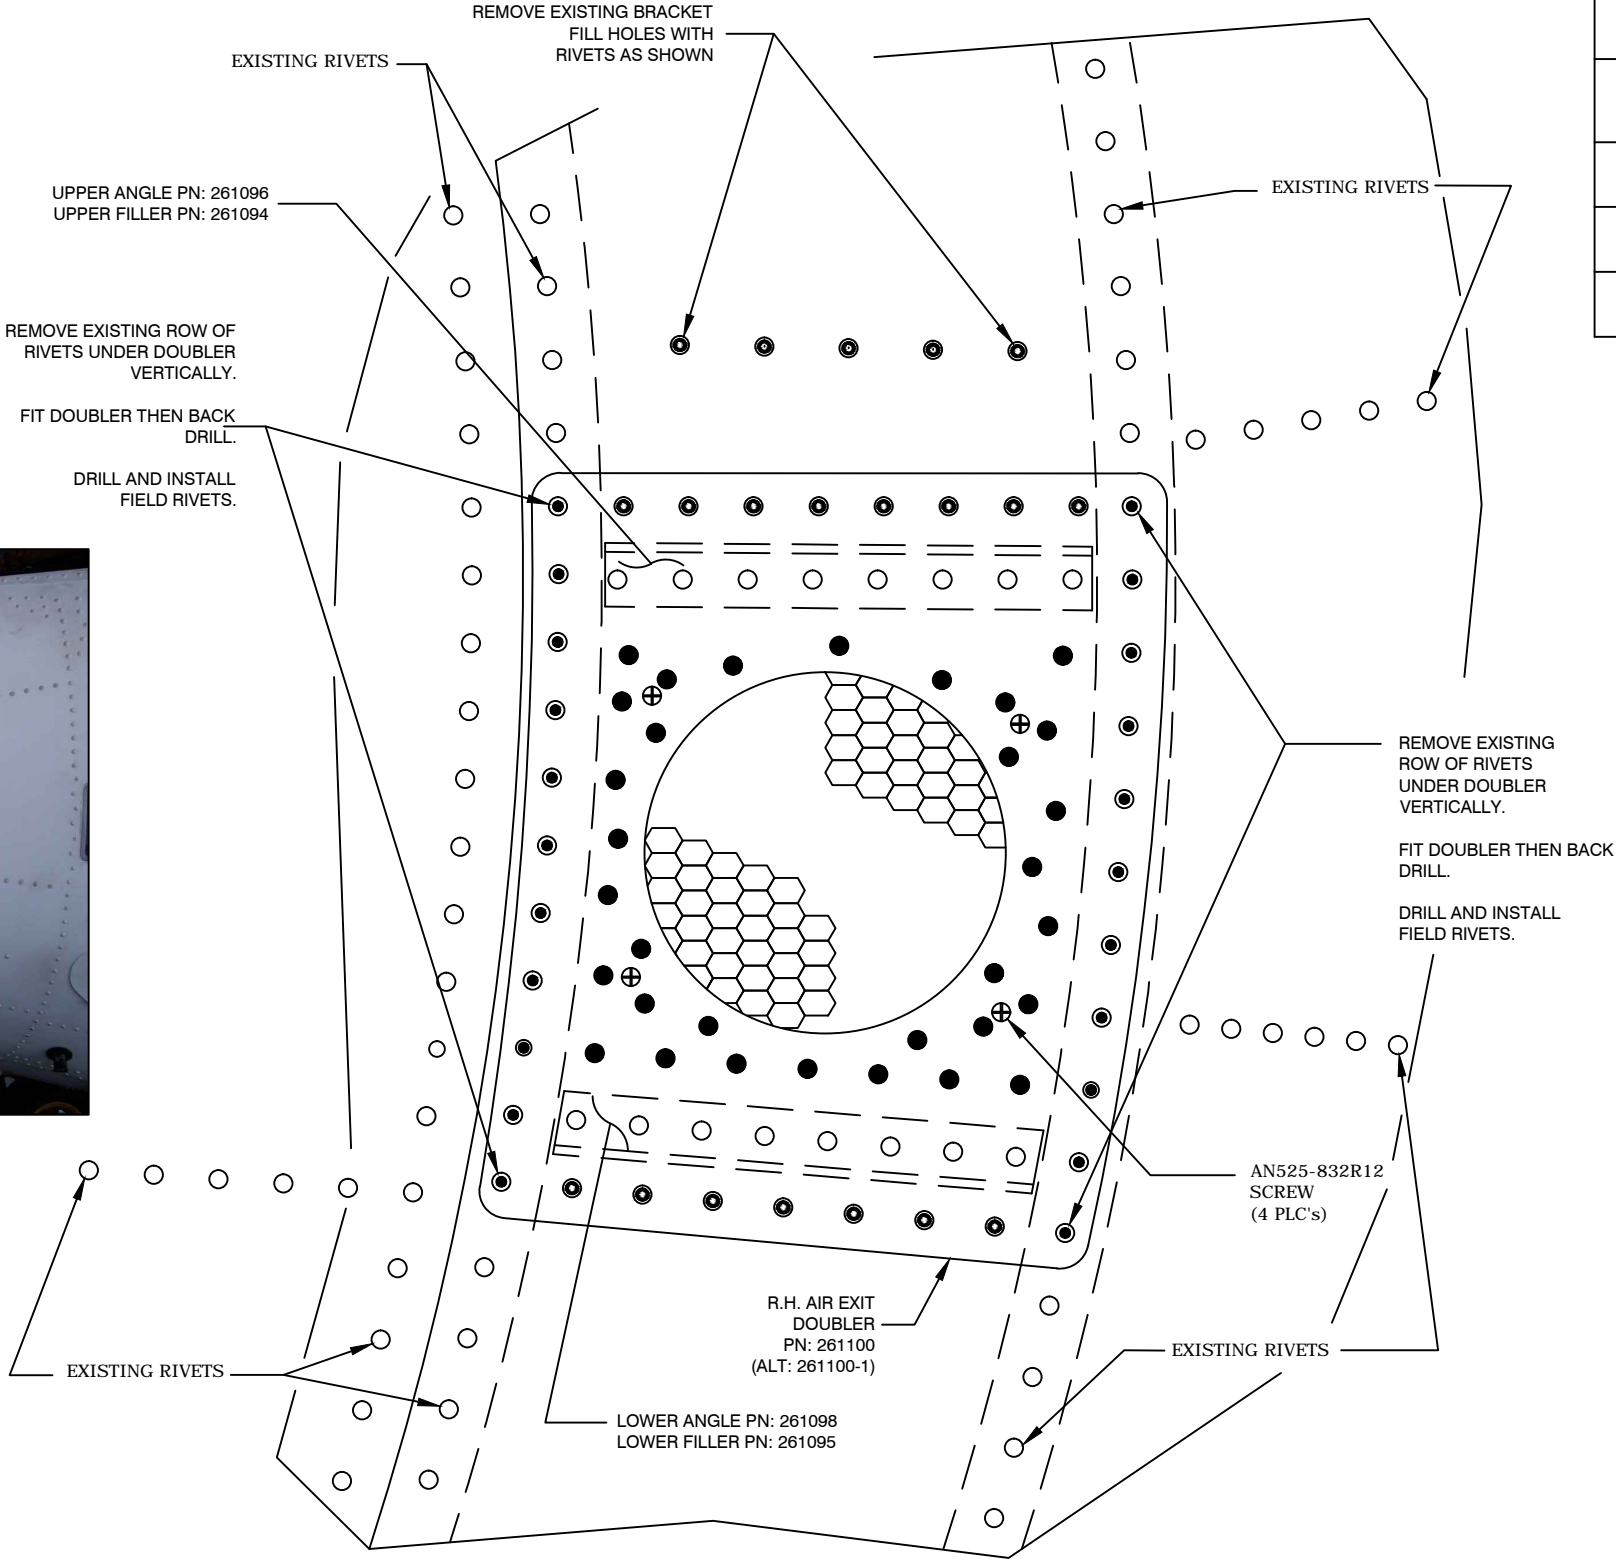 REMOVE EXISTING BRACKET
FILL HOLES WITH
RIVETS AS SHOWN
EXISTING RIVETS
UPPER ANGLE PN: 261096
UPPER FILLER PN: 261094
EXISTING RIVETS
REMOVE EXISTING ROW OF
RIVETS UNDER DOUBLER
VERTICALLY.
FIT DOUBLER THEN BACK
DRILL.
DRILL AND INSTALL
FIELD RIVETS.
REMOVE EXISTING
ROW OF RIVETS
UNDER DOUBLER
VERTICALLY.
FIT DOUBLER THEN BACK
DRILL.
DRILL AND INSTALL
FIELD RIVETS.
AN525-832R12
SCREW
(4 PLC's)
R.H. AIR EXIT
DOUBLER
PN: 261100
(ALT: 261100-1)
EXISTING RIVETS
EXISTING RIVETS
LOWER ANGLE PN: 261098
LOWER FILLER PN: 261095